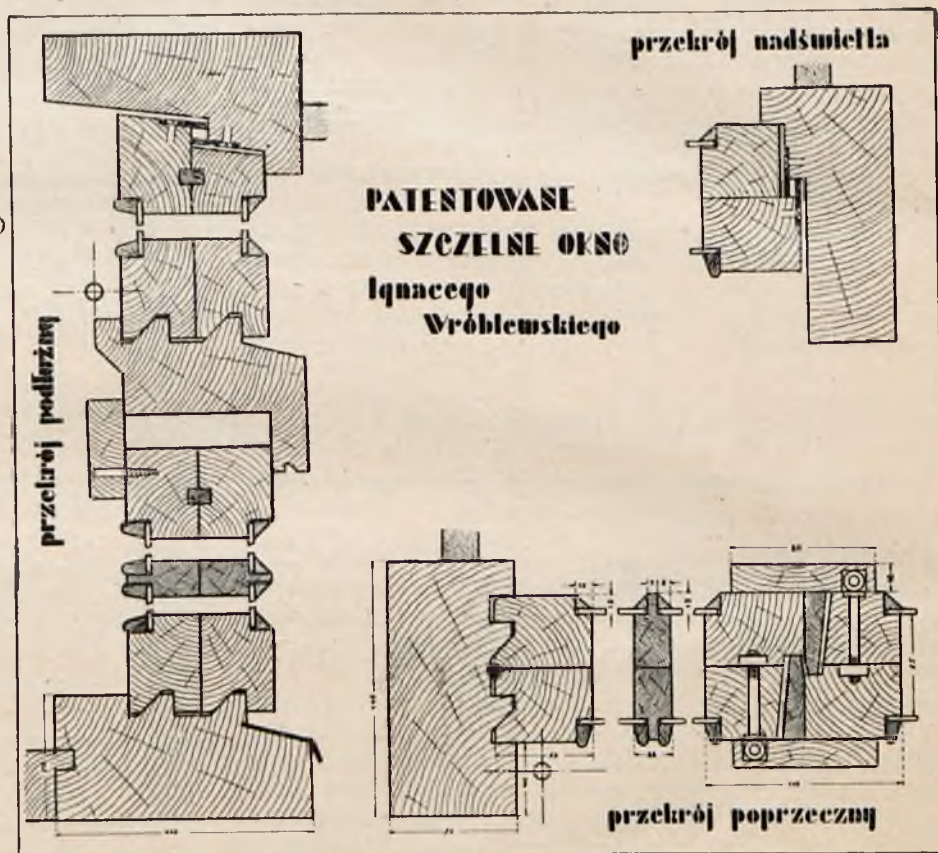 przekrój nadświetla
PATENTOWANE
SZCZELNE OKNO
Ignacego
Wróblewskiego
przekrój podłużny
przekrój poprzeczny